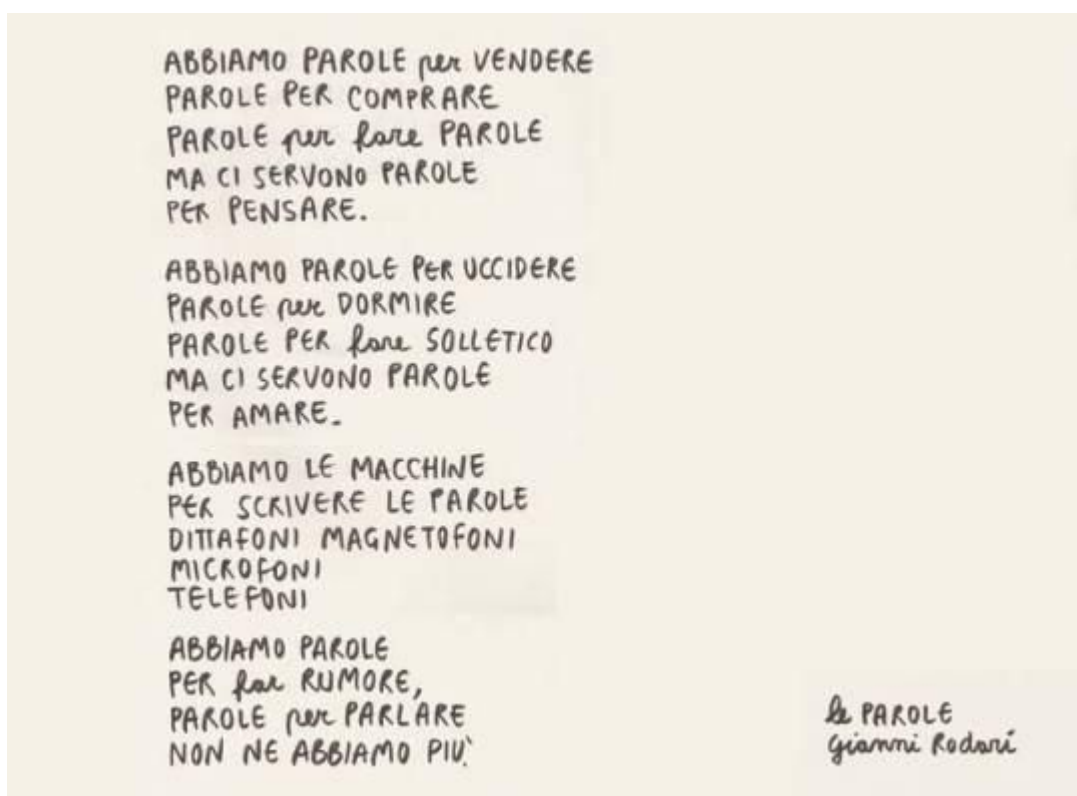 ABBIAMO PAROLE per VENDERE
PAROLE PER COMPRARE
PAROLE per fare PAROLE
MA CI SERVONO PAROLE
PER PENSARE.
ABBIAMO PAROLE PER UCCIDERE
PAROLE per DORMIRE
PAROLE PER fare SOLLETICO
MA CI SERVONO PAROLE
PER AMARE.
ABBIAMO LE MACCHINE
PER SCRIVERE LE PAROLE
DITTAFONI MAGNETOFONI
MICROFONI
TELEFONI
ABBIAMO PAROLE
PER far RUMORE,
PAROLE per PARLARE
NON NE ABBIAMO PIU`
le PAROLE
Gianni Rodari